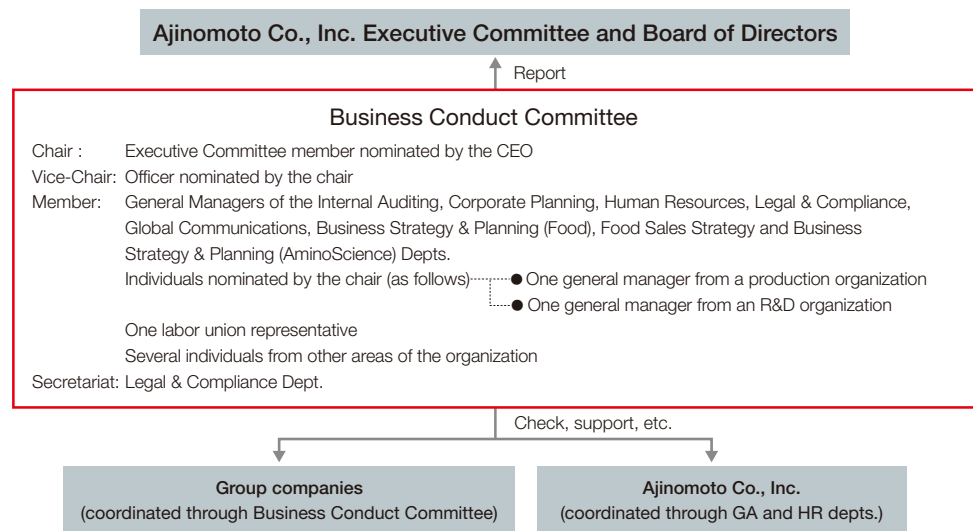 Ajinomoto Co., Inc. Executive Committee and Board of Directors
Report
Business Conduct Committee
Chair : Executive Committee member nominated by the CEO
Vice-Chair: Officer nominated by the chair
Member: General Managers of the Internal Auditing, Corporate Planning, Human Resources, Legal & Compliance,
Global Communications, Business Strategy & Planning (Food), Food Sales Strategy and Business
Strategy & Planning (AminoScience) Depts.
Individuals nominated by the chair (as follows) ● One general manager from a production organization
● One general manager from an R&D organization
One labor union representative
Several individuals from other areas of the organization
Secretariat: Legal & Compliance Dept.
Check, support, etc.
Group companies
(coordinated through Business Conduct Committee)
Ajinomoto Co., Inc.
(coordinated through GA and HR depts.)